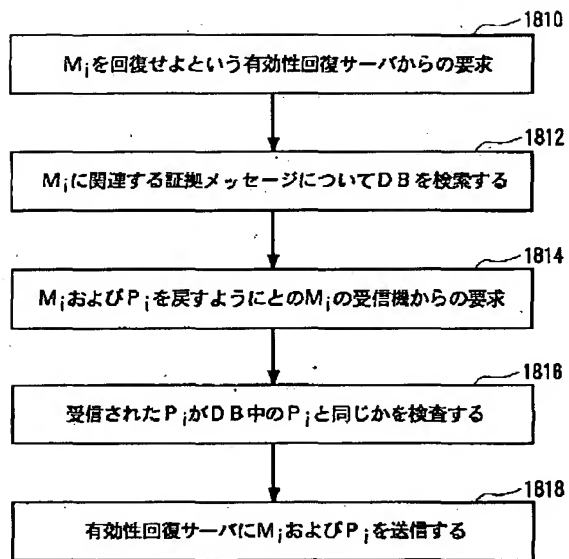 1810
Miを回復せよという有効性回復サーバからの要求
1812
Miに関連する証拠メッセージについてDBを検索する
1814
MiおよびPiを戻すようにとのMiの受信機からの要求
1816
受信されたPiがDB中のPiと同じかを検査する
1818
有効性回復サーバにMiおよびPiを送信する